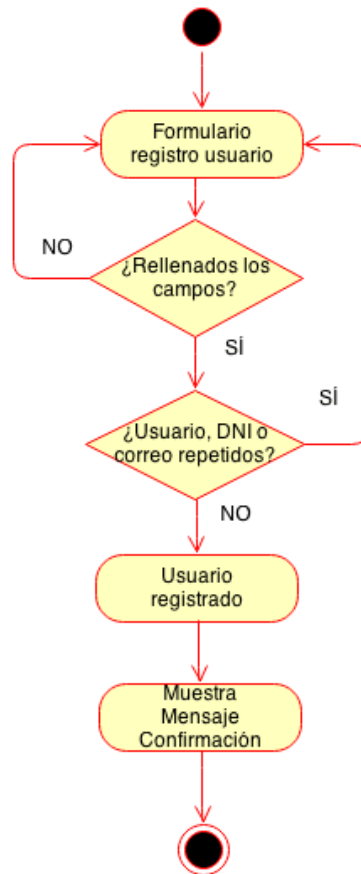 Formulario
registro usuario
NO
¿Rellenados los
campos?
SÍ
SÍ
¿Usuario, DNI o
correo repetidos?
NO
Usuario
registrado
Muestra
Mensaje
Confirmación